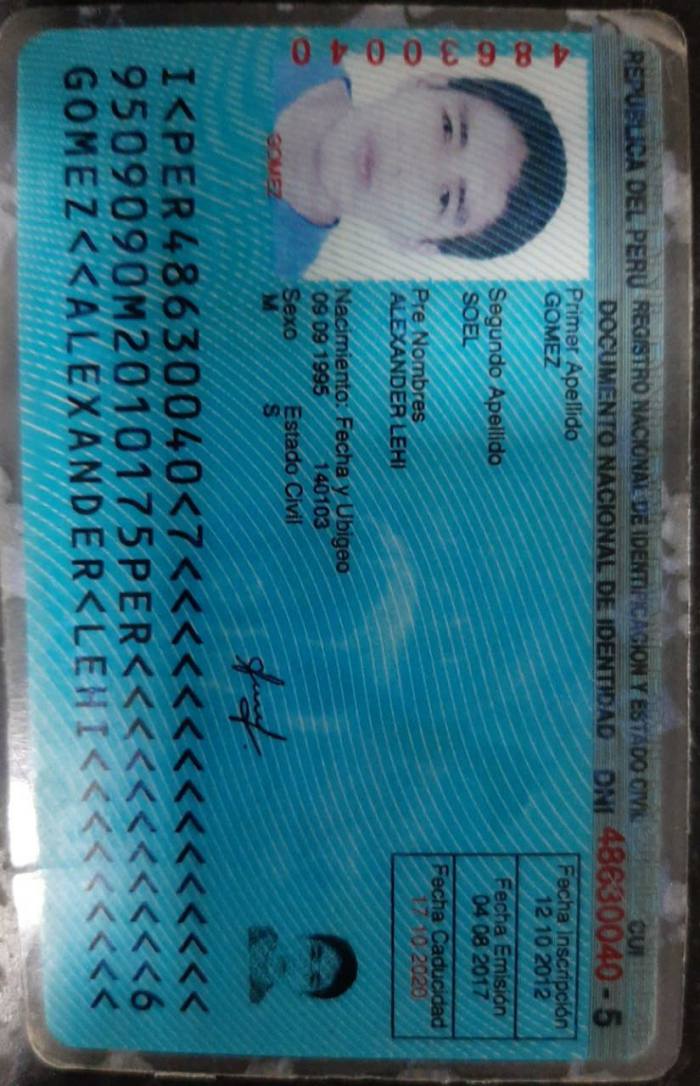 REPUBLICA DEL PERU REGISTRO NACIONAL DE IDENTIFICACION Y ESTADO CIVIL CUI
DOCUMENTO NACIONAL DE IDENTIDAD DNI 48630040 - 5
48630040
GOMEZ
Primer Apellido
GOMEZ
Segundo Apellido
SOEL
Pre Nombres
ALEXANDER LEHI
Nacimiento: Fecha y Ubigeo
09 09 1995 140103
Sexo Estado Civil
M S
Fecha Inscripción
12 10 2012
Fecha Emisión
04 08 2017
Fecha Caducidad
17 10 2020
I<PER48630040<7<<<<<<<<<<<<<<<
9509090M2010175PER<<<<<<<<<<<6
GOMEZ<<ALEXANDER<LEHI<<<<<<<<<